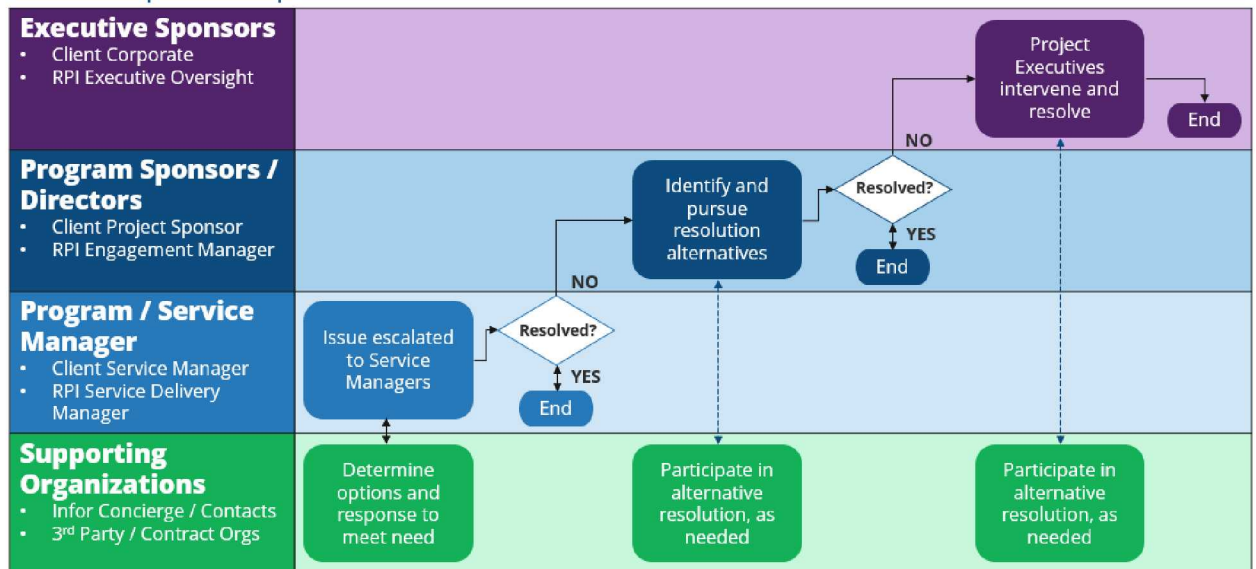 Executive Sponsors
• Client Corporate
• RPI Executive Oversight
Project
Executives
intervene and
resolve
End
NO
Program Sponsors /
Directors
• Client Project Sponsor
• RPI Engagement Manager
Identify and
pursue
resolution
alternatives
Resolved?
YES
End
NO
Program / Service
Manager
• Client Service Manager
• RPI Service Delivery
Manager
Issue escalated
to Service
Managers
Resolved?
YES
End
Supporting
Organizations
• Infor Concierge / Contacts
• 3rd Party / Contract Orgs
Determine
options and
response to
meet need
Participate in
alternative
resolution, as
needed
Participate in
alternative
resolution, as
needed